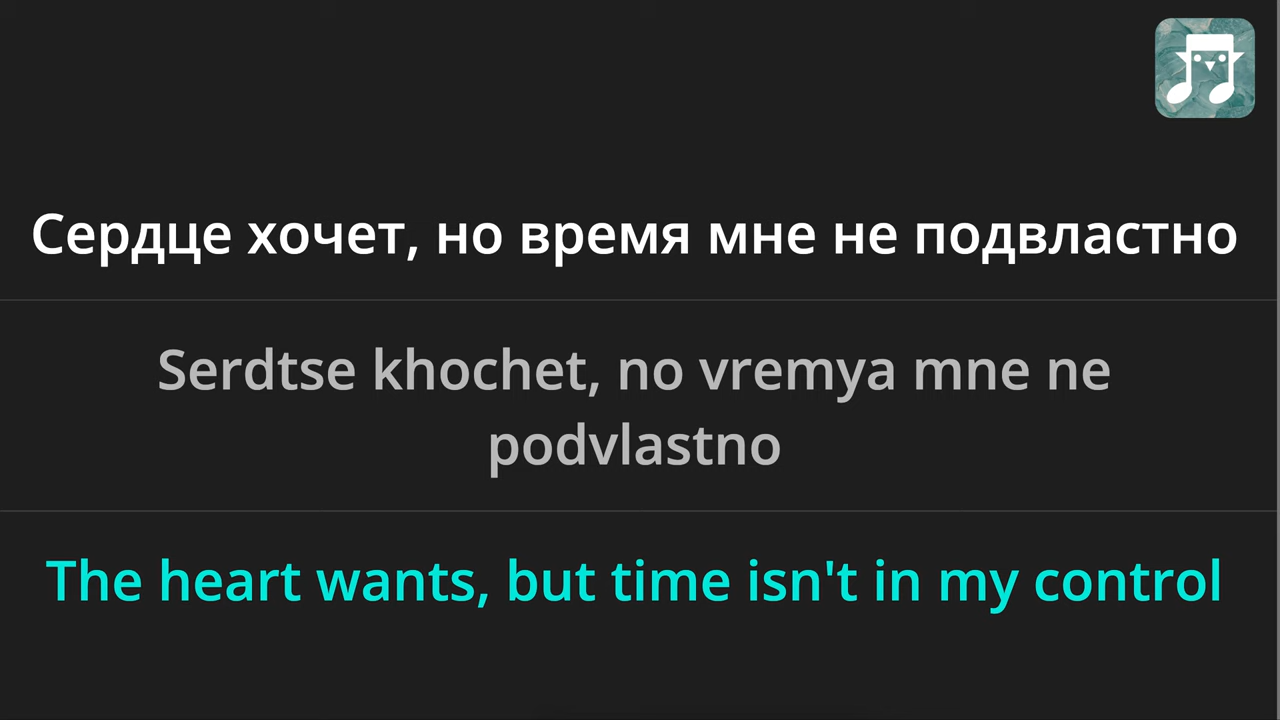 Сердце хочет, но время мне не подвластно
Serdtse khochet, no vremya mne ne
podvlastno
The heart wants, but time isn't in my control